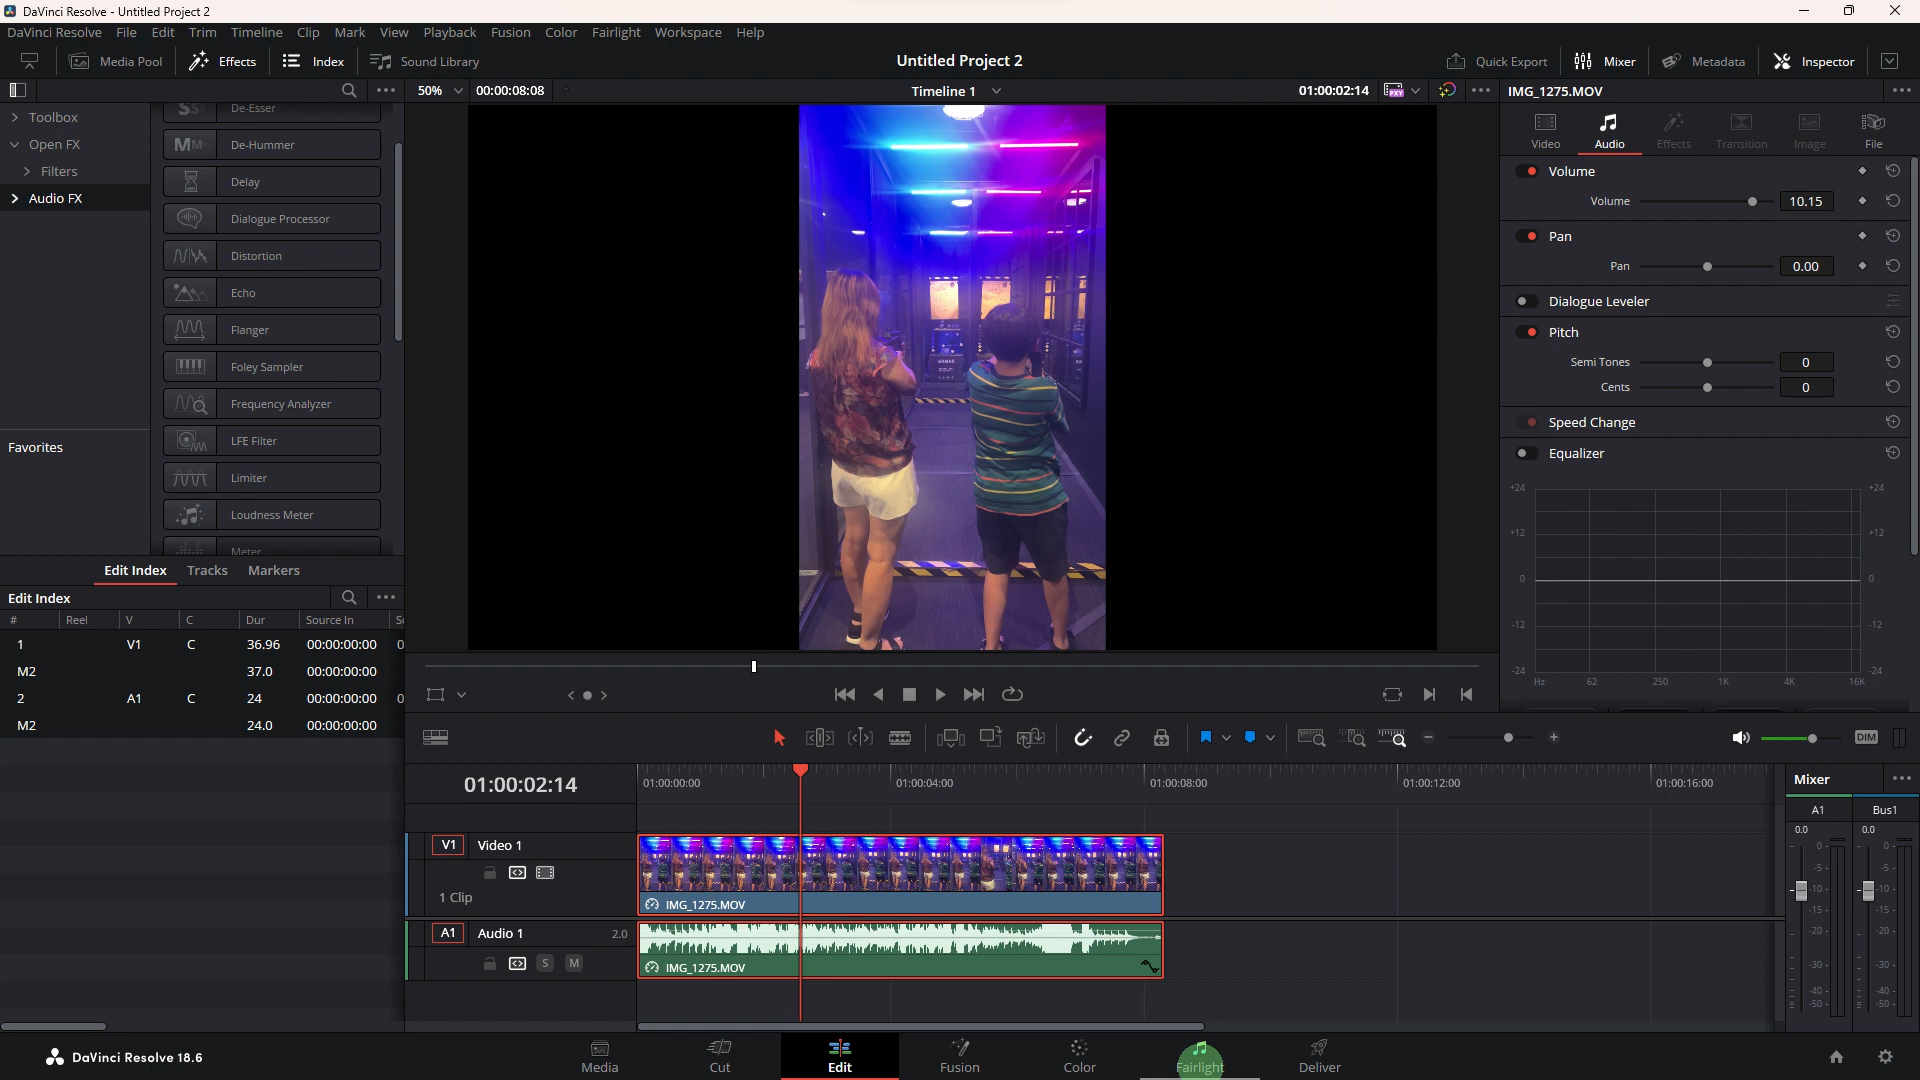 DaVinci Resolve - Untitled Project 2
DaVinci Resolve File Edit Trim Timeline Clip Mark View Playback Fusion Color Fairlight Workspace Help
Media Pool Effects Index Sound Library Untitled Project 2 Quick Export Mixer Metadata Inspector
50% 00:00:08:08 Timeline 1 01:00:02:14 IMG_1275.MOV
Toolbox
Open FX
Filters
Audio FX
Favorites
De-Esser
De-Hummer
Delay
Dialogue Processor
Distortion
Echo
Flanger
Foley Sampler
Frequency Analyzer
LFE Filter
Limiter
Loudness Meter
Meter
Video Audio Effects Transition Image File
Volume
Volume 10.15
Pan
Pan 0.00
Dialogue Leveler
Pitch
Semi Tones 0
Cents 0
Speed Change
Equalizer
+24 +24
+12 +12
0 0
-12 -12
-24 -24
Hz 62 250 1K 4K 16K
Edit Index Tracks Markers
Edit Index
# Reel V C Dur Source In
1 V1 C 36.96 00:00:00:00 0
M2 37.0 00:00:00:00
2 A1 C 24 00:00:00:00 0
M2 24.0 00:00:00:00
DIM
01:00:02:14 01:00:00:00 01:00:04:00 01:00:08:00 01:00:12:00 01:00:16:00
V1 Video 1
1 Clip
IMG_1275.MOV
A1 Audio 1 2.0
S M
IMG_1275.MOV
Mixer
A1 Bus1
0.0 0.0
0- 0-
-5- -5-
-10- -10-
-15- -15-
-20- -20-
-30- -30-
-40- -40-
-50- -50-
DaVinci Resolve 18.6
Media Cut Edit Fusion Color Fairlight Deliver